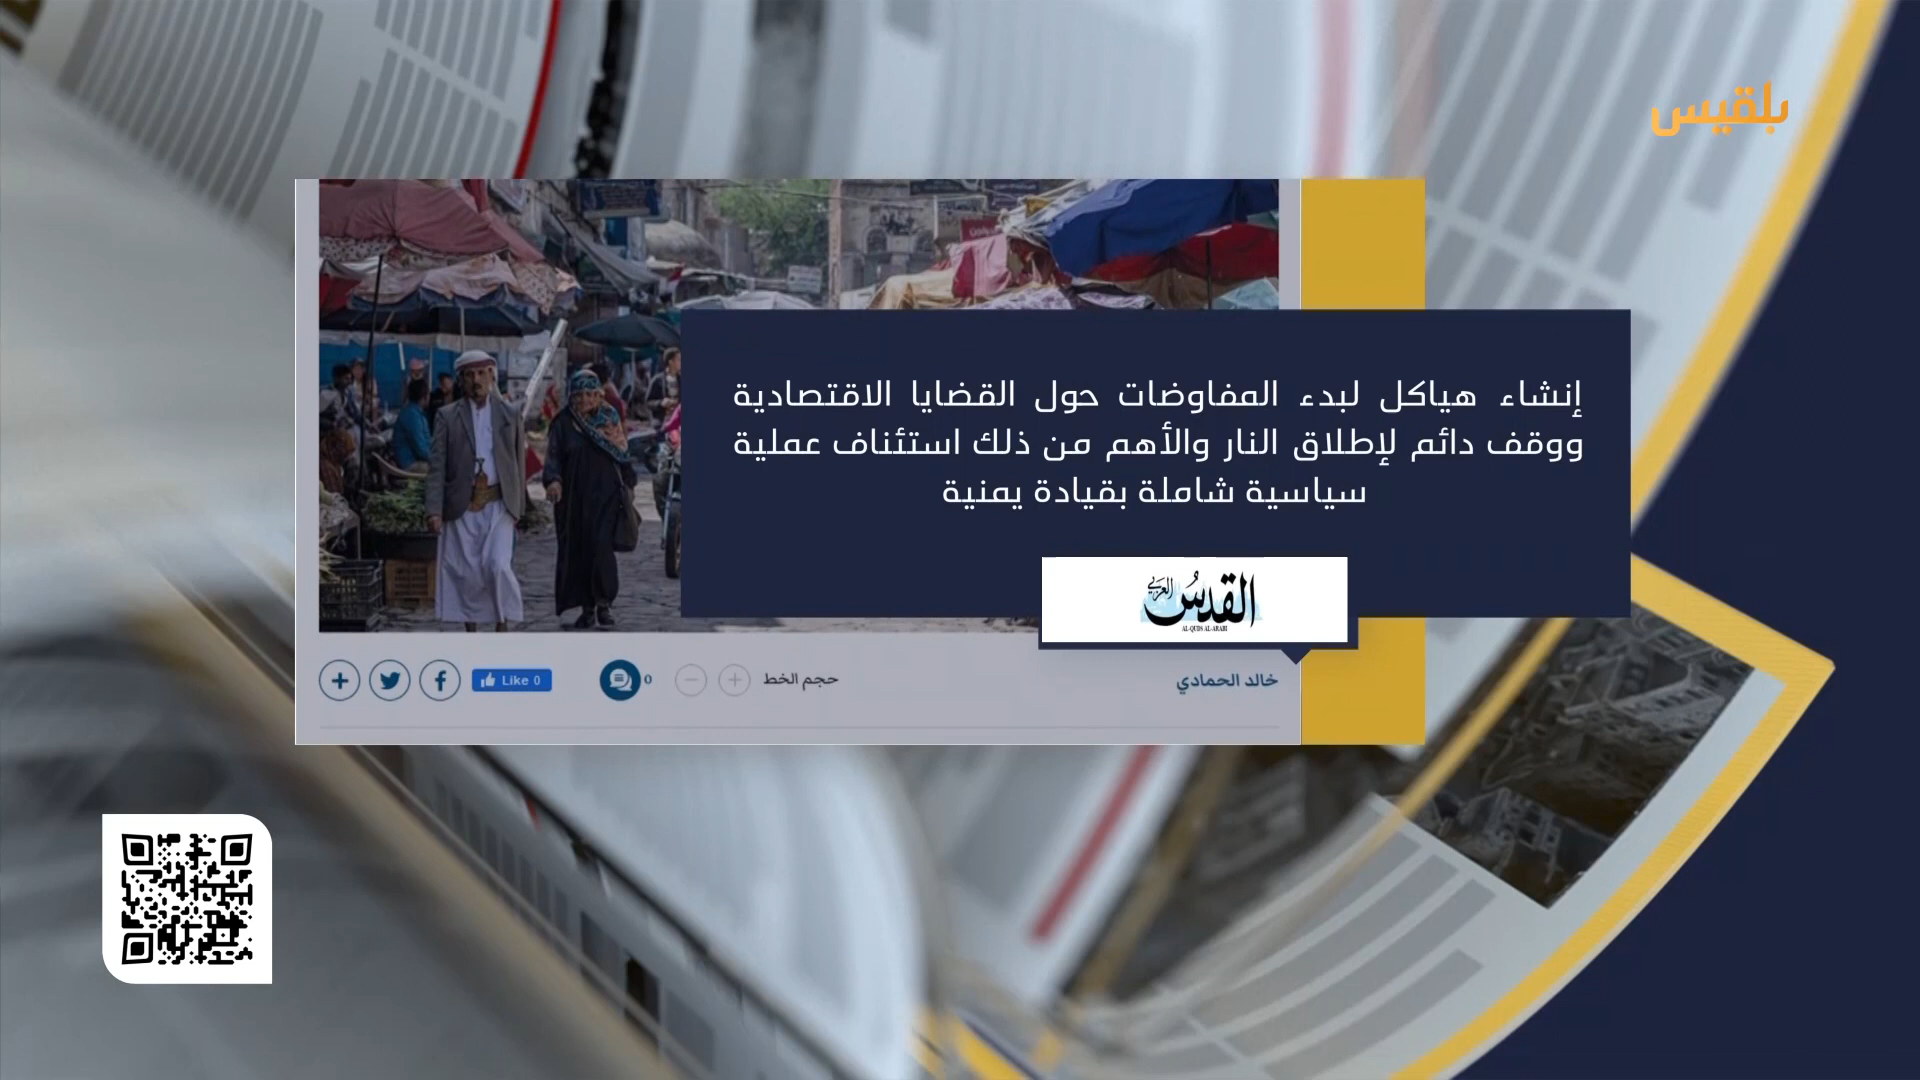 بلقيس
إنشاء هياكل لبدء المفاوضات حول القضايا الاقتصادية
ووقف دائم لإطلاق النار والأهم من ذلك استئناف عملية
سياسية شاملة بقيادة يمنية
القدس العربي
AL-QUDS AL-ARABI
خالد الحمادي
حجم الخط
0
Like 0